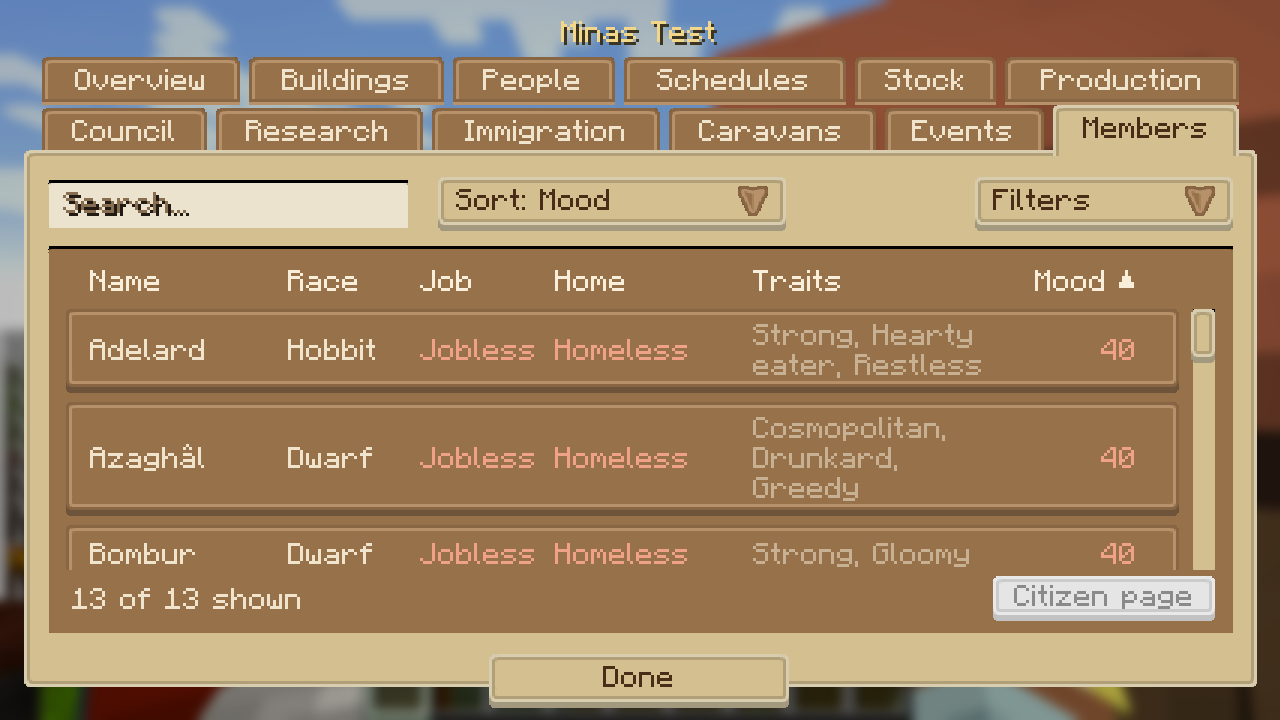 Minas Test
Overview Buildings People Schedules Stock Production
Council Research Immigration Caravans Events Members
Search... Sort: Mood Filters
Name Race Job Home Traits Mood ▲
Adelard Hobbit Jobless Homeless Strong, Hearty eater, Restless 40
Azaghâl Dwarf Jobless Homeless Cosmopolitan, Drunkard, Greedy 40
Bombur Dwarf Jobless Homeless Strong, Gloomy 40
13 of 13 shown Citizen page
Done